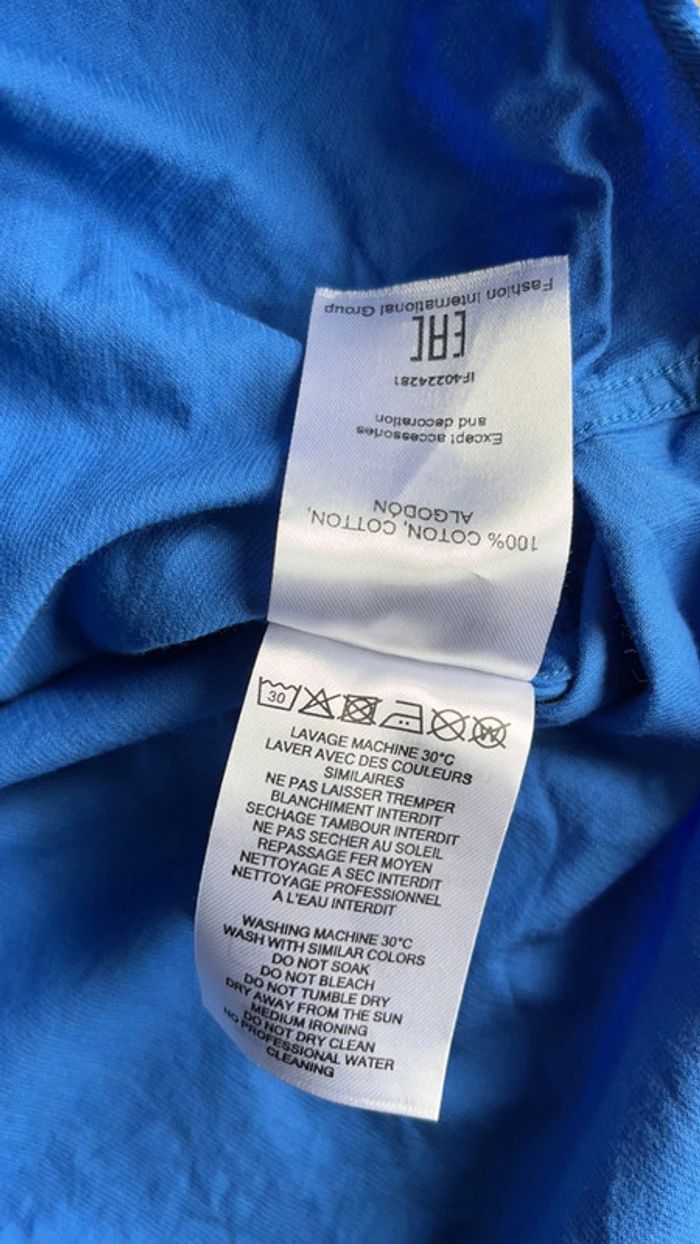 Fashion International Group
EAC
IF40224281
Except accessories
and decoration
100% COTON, COTTON,
ALGODÓN
30
W
LAVAGE MACHINE 30°C
LAVER AVEC DES COULEURS
SIMILAIRES
NE PAS LAISSER TREMPER
BLANCHIMENT INTERDIT
SECHAGE TAMBOUR INTERDIT
NE PAS SECHER AU SOLEIL
REPASSAGE FER MOYEN
NETTOYAGE A SEC INTERDIT
NETTOYAGE PROFESSIONNEL
A L'EAU INTERDIT
WASHING MACHINE 30°C
WASH WITH SIMILAR COLORS
DO NOT SOAK
DO NOT BLEACH
DO NOT TUMBLE DRY
DRY AWAY FROM THE SUN
MEDIUM IRONING
DO NOT DRY CLEAN
NO PROFESSIONAL WATER
CLEANING